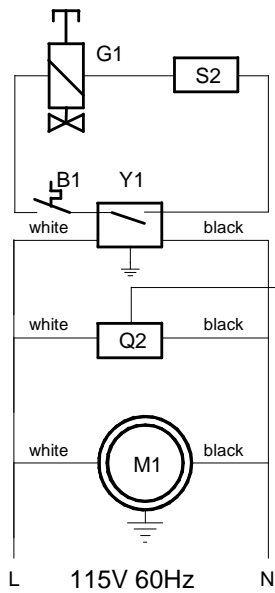 G1
S2
B1 Y1
white black
white black
Q2
white black
M1
L 115V 60Hz N